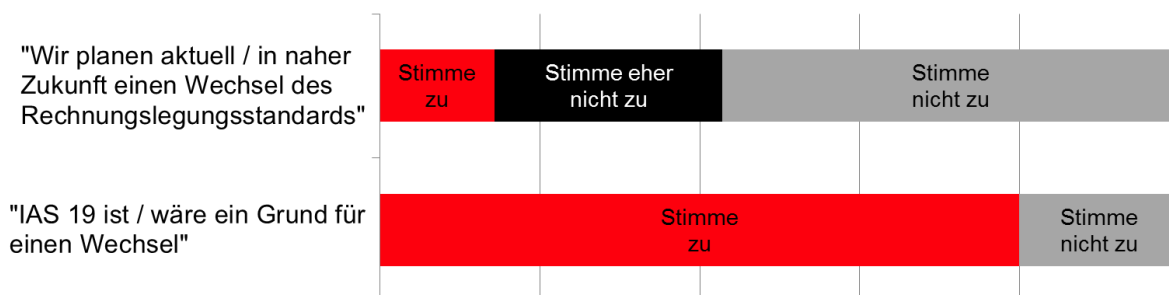 "Wir planen aktuell / in naher
Zukunft einen Wechsel des
Rechnungslegungsstandards"
Stimme
zu
Stimme eher
nicht zu
Stimme
nicht zu
"IAS 19 ist / wäre ein Grund für
einen Wechsel"
Stimme
zu
Stimme
nicht zu